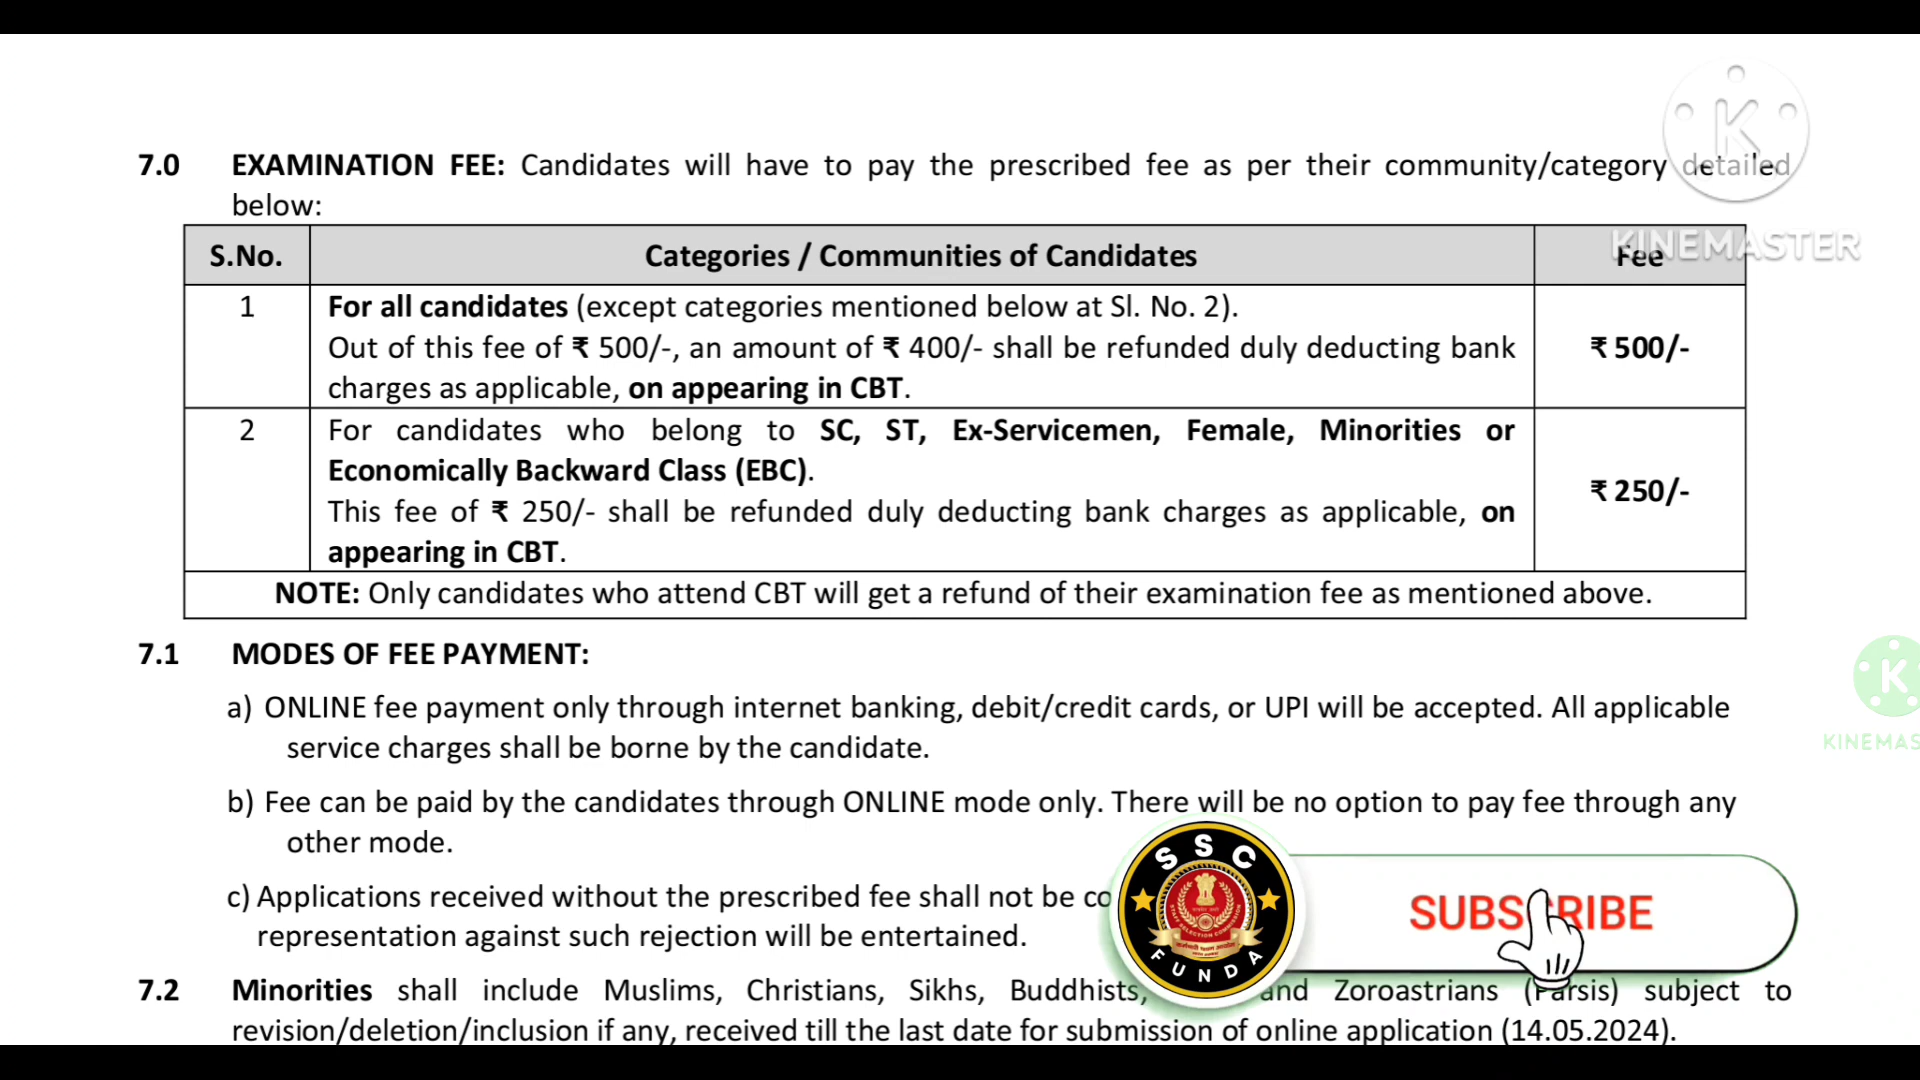 7.0 EXAMINATION FEE: Candidates will have to pay the prescribed fee as per their community/category detailed
below:
S.No. Categories / Communities of Candidates Fee
1 For all candidates (except categories mentioned below at Sl. No. 2).
Out of this fee of ₹ 500/-, an amount of ₹ 400/- shall be refunded duly deducting bank
charges as applicable, on appearing in CBT.
₹ 500/-
2 For candidates who belong to SC, ST, Ex-Servicemen, Female, Minorities or
Economically Backward Class (EBC).
This fee of ₹ 250/- shall be refunded duly deducting bank charges as applicable, on
appearing in CBT.
₹ 250/-
NOTE: Only candidates who attend CBT will get a refund of their examination fee as mentioned above.
7.1 MODES OF FEE PAYMENT:
a) ONLINE fee payment only through internet banking, debit/credit cards, or UPI will be accepted. All applicable
service charges shall be borne by the candidate.
b) Fee can be paid by the candidates through ONLINE mode only. There will be no option to pay fee through any
other mode.
c) Applications received without the prescribed fee shall not be co
representation against such rejection will be entertained.
7.2 Minorities shall include Muslims, Christians, Sikhs, Buddhists, and Zoroastrians (Parsis) subject to
revision/deletion/inclusion if any, received till the last date for submission of online application (14.05.2024).
K
KINEMASTER
K
KINEMAS
SSC
FUNDA
SUBSCRIBE